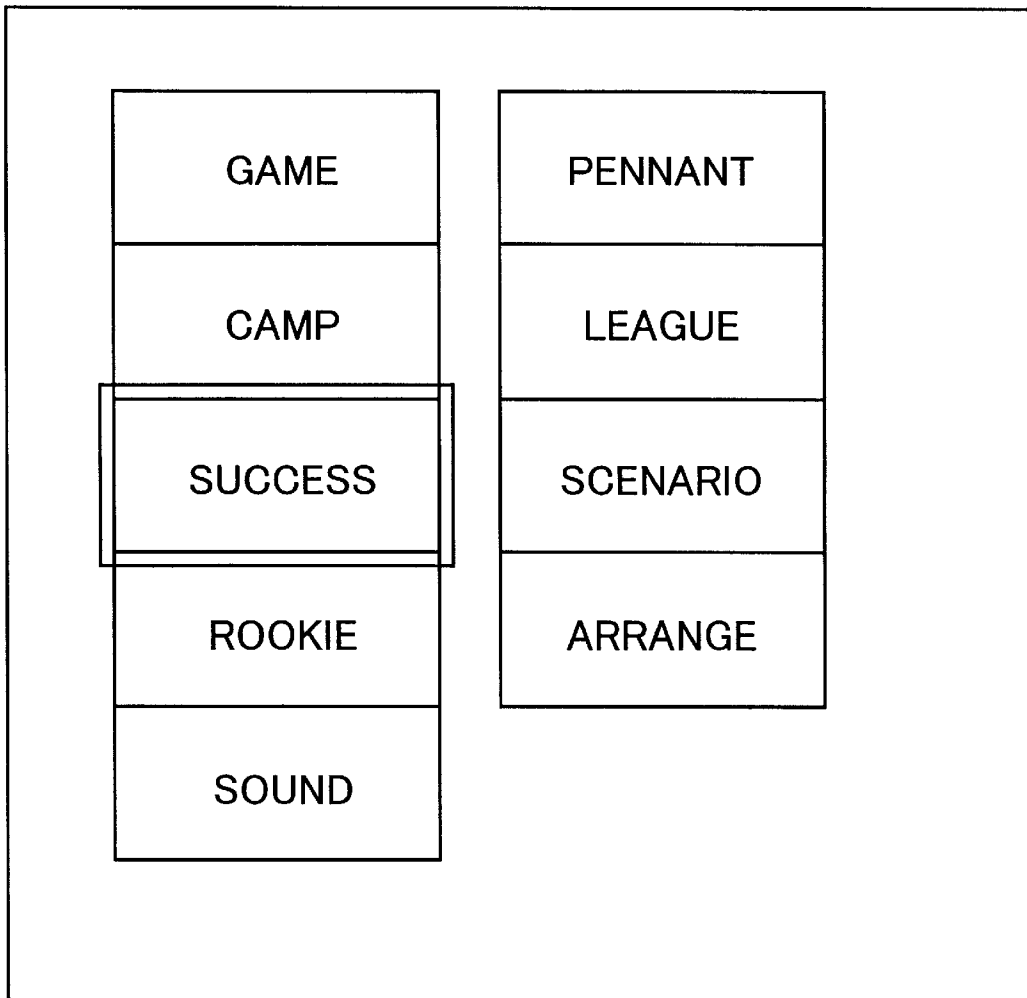 GAME
CAMP
SUCCESS
ROOKIE
SOUND
PENNANT
LEAGUE
SCENARIO
ARRANGE